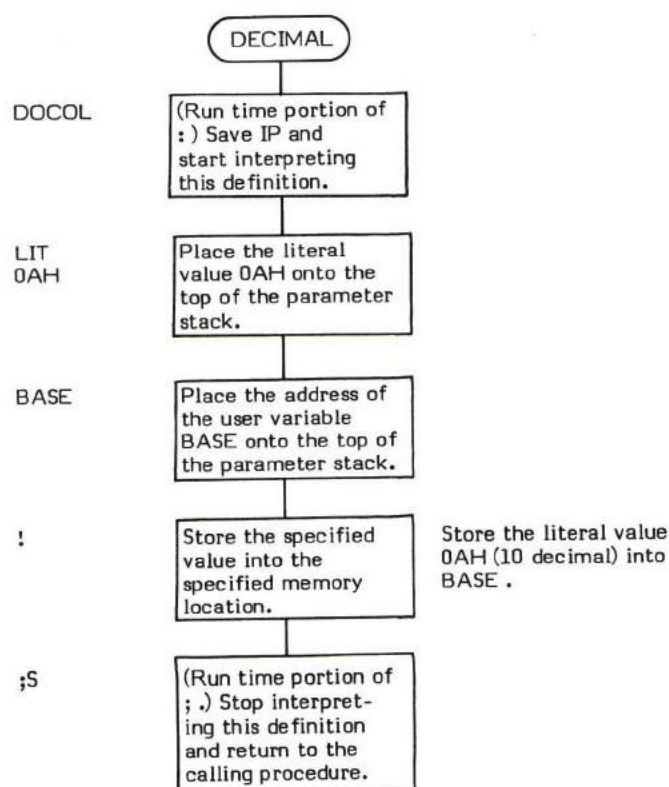 DECIMAL
DOCOL
(Run time portion of
: ) Save IP and
start interpreting
this definition.
LIT
0AH
Place the literal
value 0AH onto the
top of the parameter
stack.
BASE
Place the address of
the user variable
BASE onto the top of
the parameter stack.
!
Store the specified
value into the
specified memory
location.
Store the literal value
0AH (10 decimal) into
BASE .
;S
(Run time portion of
; .) Stop interpret-
ing this definition
and return to the
calling procedure.